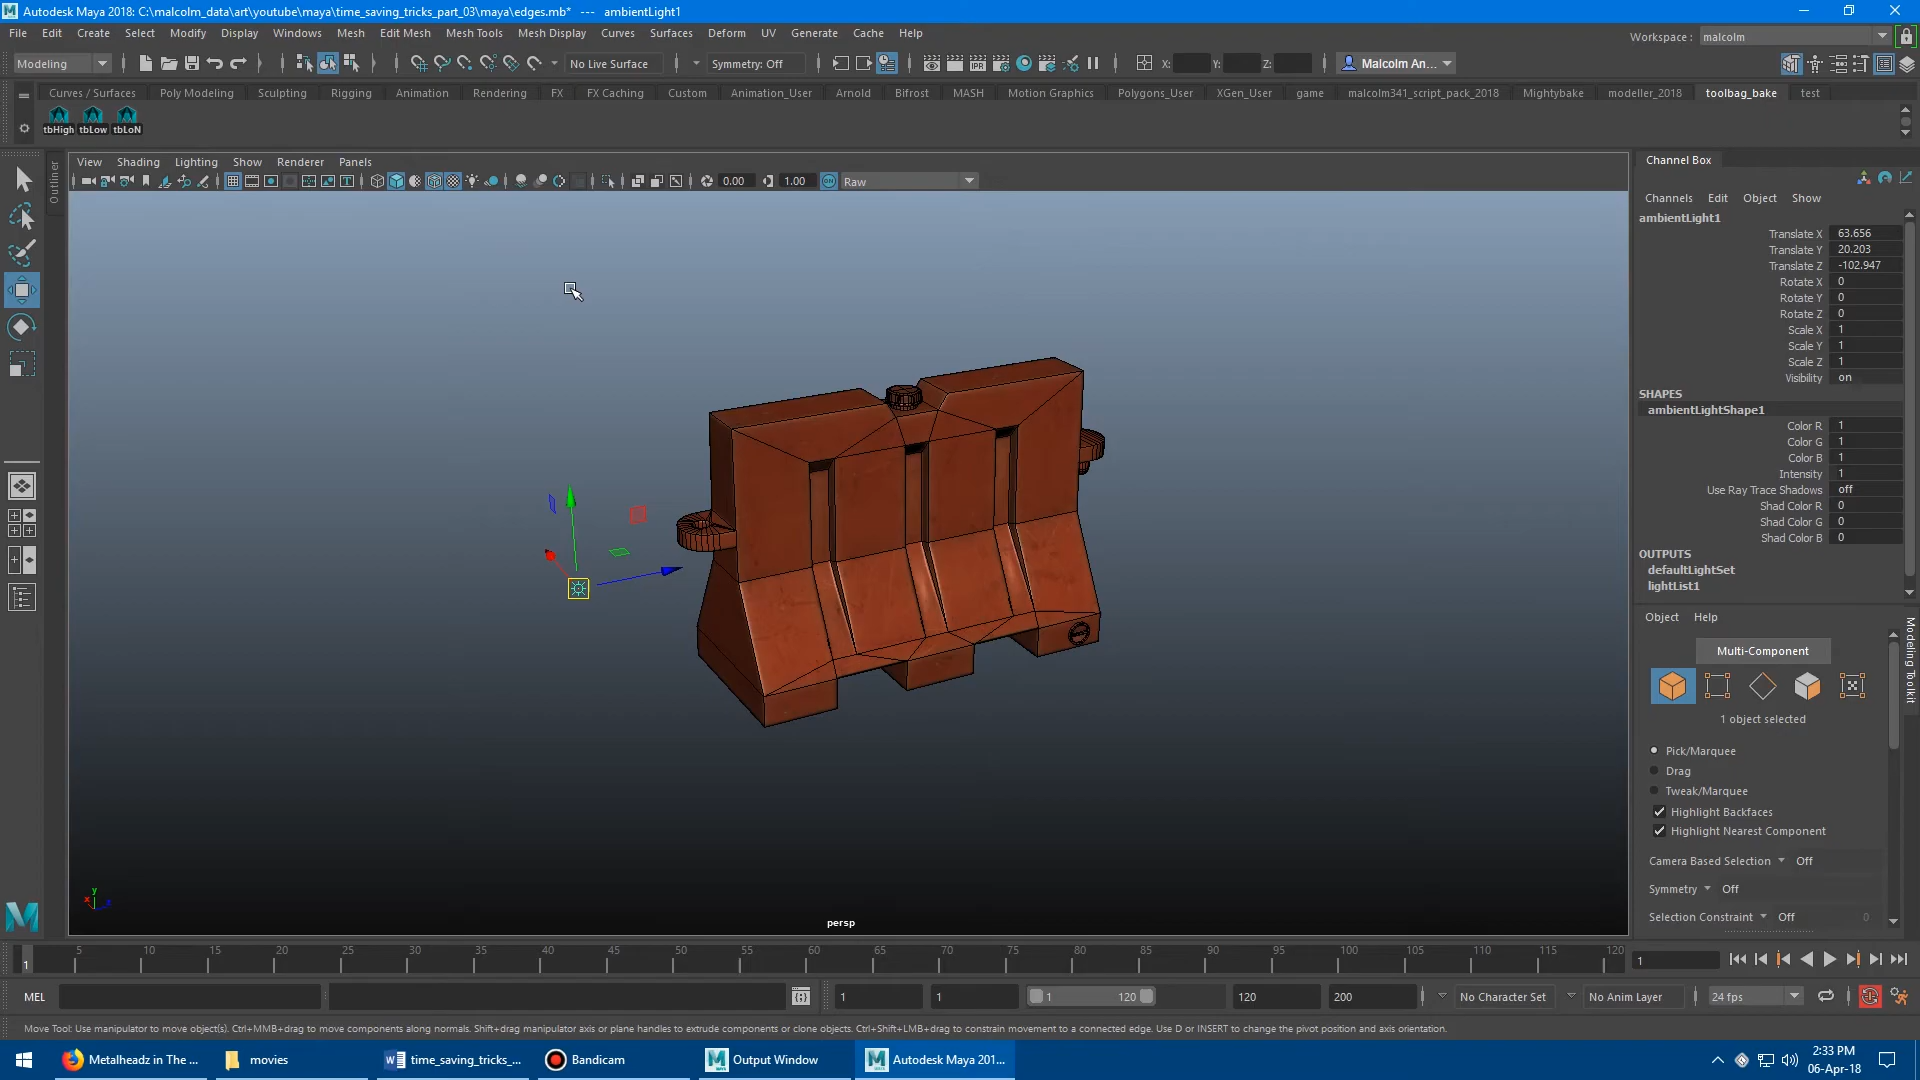 Autodesk Maya 2018: C:\malcolm_data\art\youtube\maya\time_saving_tricks_part_03\maya\edges.mb* --- ambientLight1
File Edit Create Select Modify Display Windows Mesh Edit Mesh Mesh Tools Mesh Display Curves Surfaces Deform UV Generate Cache Help
Workspace : malcolm
Modeling No Live Surface Symmetry: Off X: Y: Z: Malcolm An...
Curves / Surfaces Poly Modeling Sculpting Rigging Animation Rendering FX FX Caching Custom Animation_User Arnold Bifrost MASH Motion Graphics Polygons_User XGen_User game malcolm341_script_pack_2018 Mightybake modeller_2018 toolbag_bake test
tbHigh tbLow tbLoN
Outliner
View Shading Lighting Show Renderer Panels
0.00 1.00 ON Raw
persp
y
x
z
Channel Box
Channels Edit Object Show
ambientLight1
Translate X 63.656
Translate Y 20.203
Translate Z -102.947
Rotate X 0
Rotate Y 0
Rotate Z 0
Scale X 1
Scale Y 1
Scale Z 1
Visibility on
SHAPES
ambientLightShape1
Color R 1
Color G 1
Color B 1
Intensity 1
Use Ray Trace Shadows off
Shad Color R 0
Shad Color G 0
Shad Color B 0
OUTPUTS
defaultLightSet
lightList1
Object Help
Modeling Toolkit
Multi-Component
1 object selected
Pick/Marquee
Drag
Tweak/Marquee
Highlight Backfaces
Highlight Nearest Component
Camera Based Selection Off
Symmetry Off
Selection Constraint Off 0
1 5 10 15 20 25 30 35 40 45 50 55 60 65 70 75 80 85 90 95 100 105 110 115 120 1
MEL 1 1 1 120 120 200 No Character Set No Anim Layer 24 fps
Move Tool: Use manipulator to move object(s). Ctrl+MMB+drag to move components along normals. Shift+drag manipulator axis or plane handles to extrude components or clone objects. Ctrl+Shift+LMB+drag to constrain movement to a connected edge. Use D or INSERT to change the pivot position and axis orientation.
Metalheadz in The ... movies time_saving_tricks_... Bandicam Output Window Autodesk Maya 201... 2:33 PM
06-Apr-18